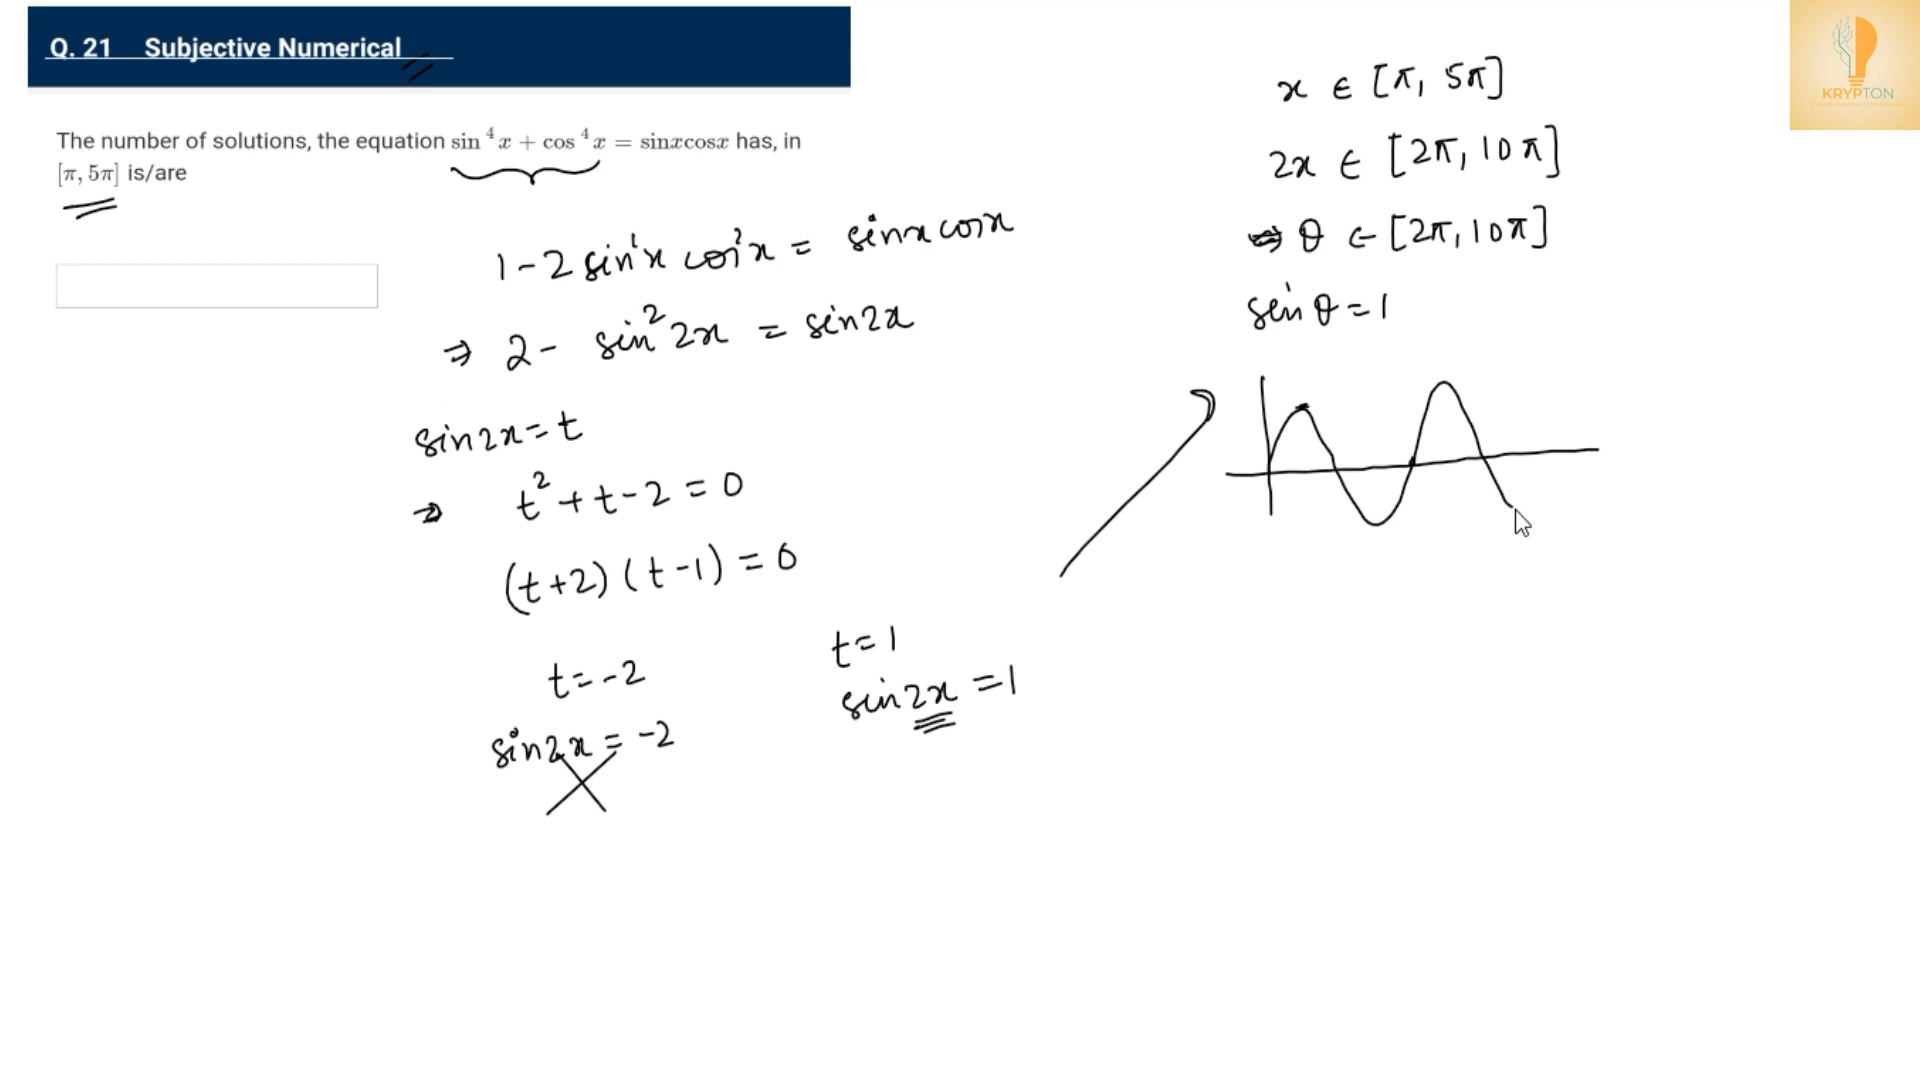 Q. 21 Subjective Numerical
The number of solutions, the equation sin⁴x + cos⁴x = sinxcosx has, in
[π, 5π] is/are
1 - 2 sin²x cos²x = sinx cosx
⇒ 2 - sin²2x = sin2x
sin2x = t
⇒ t² + t - 2 = 0
(t+2) (t-1) = 0
t = -2
sin2x = -2
t = 1
sin2x = 1
x ∈ [π, 5π]
2x ∈ [2π, 10π]
⇒ θ ∈ [2π, 10π]
sin θ = 1
KRYPTON